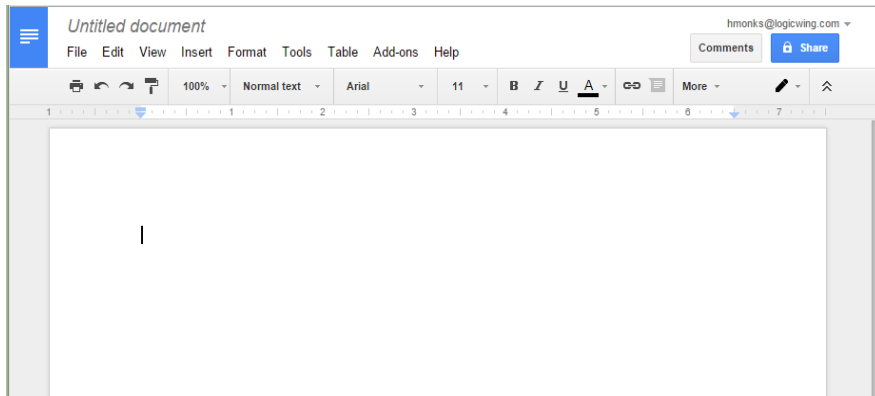 Untitled document
hmonks@logicwing.com
File Edit View Insert Format Tools Table Add-ons Help
Comments Share
100% Normal text Arial 11 B I U A More
1 1 2 3 4 5 6 7